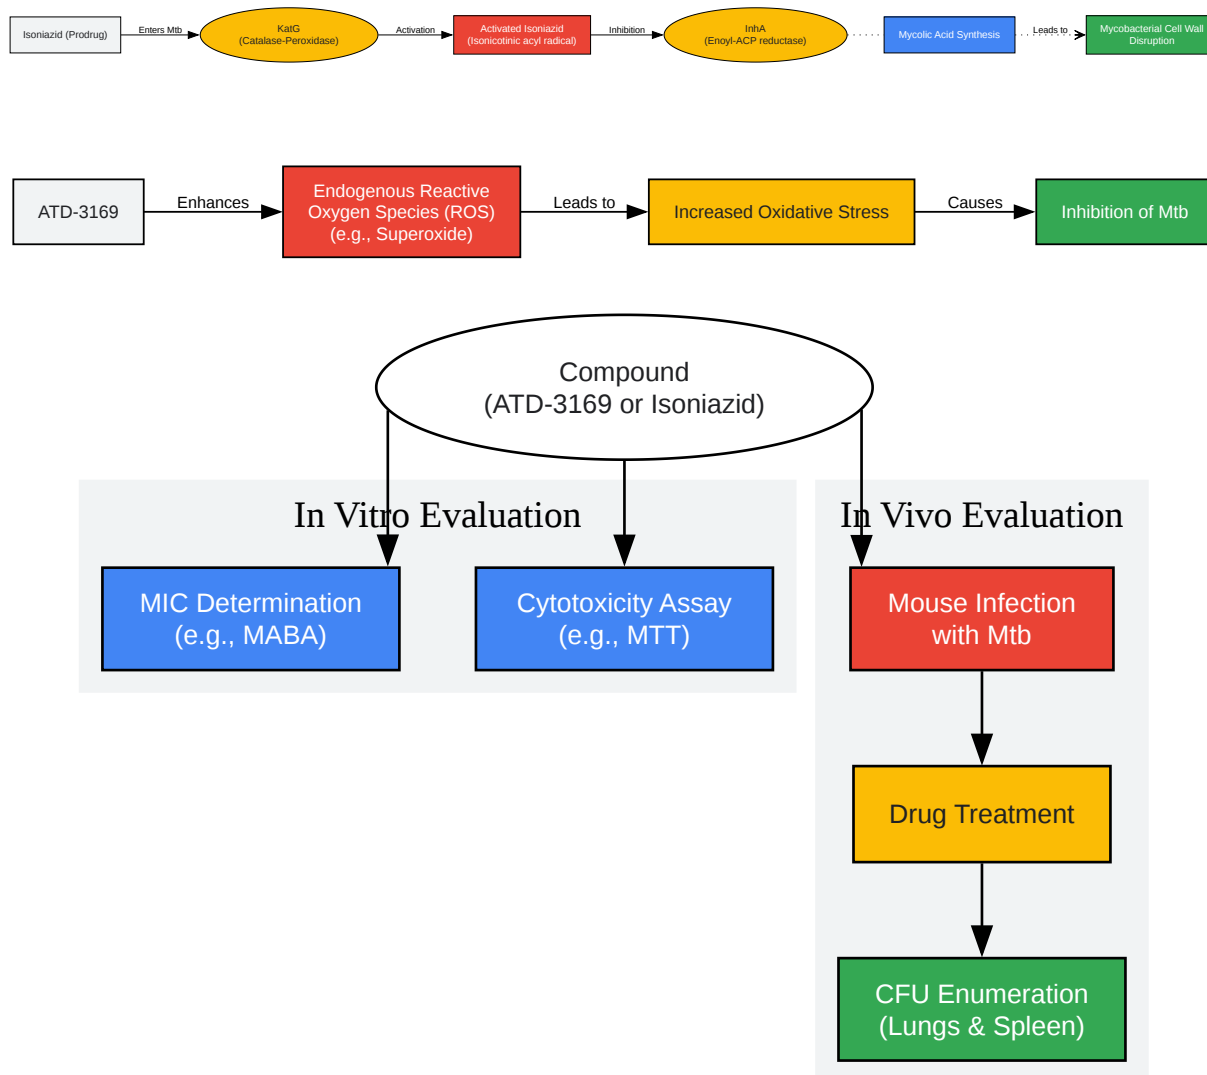 Isoniazid (Prodrug)
Enters Mtb
KatG
(Catalase-Peroxidase)
Activation
Activated Isoniazid
(Isonicotinic acyl radical)
Inhibition
InhA
(Enoyl-ACP reductase)
Mycolic Acid Synthesis
Leads to
Mycobacterial Cell Wall
Disruption
ATD-3169
Enhances
Endogenous Reactive
Oxygen Species (ROS)
(e.g., Superoxide)
Leads to
Increased Oxidative Stress
Causes
Inhibition of Mtb
Compound
(ATD-3169 or Isoniazid)
In Vitro Evaluation
MIC Determination
(e.g., MABA)
Cytotoxicity Assay
(e.g., MTT)
In Vivo Evaluation
Mouse Infection
with Mtb
Drug Treatment
CFU Enumeration
(Lungs & Spleen)